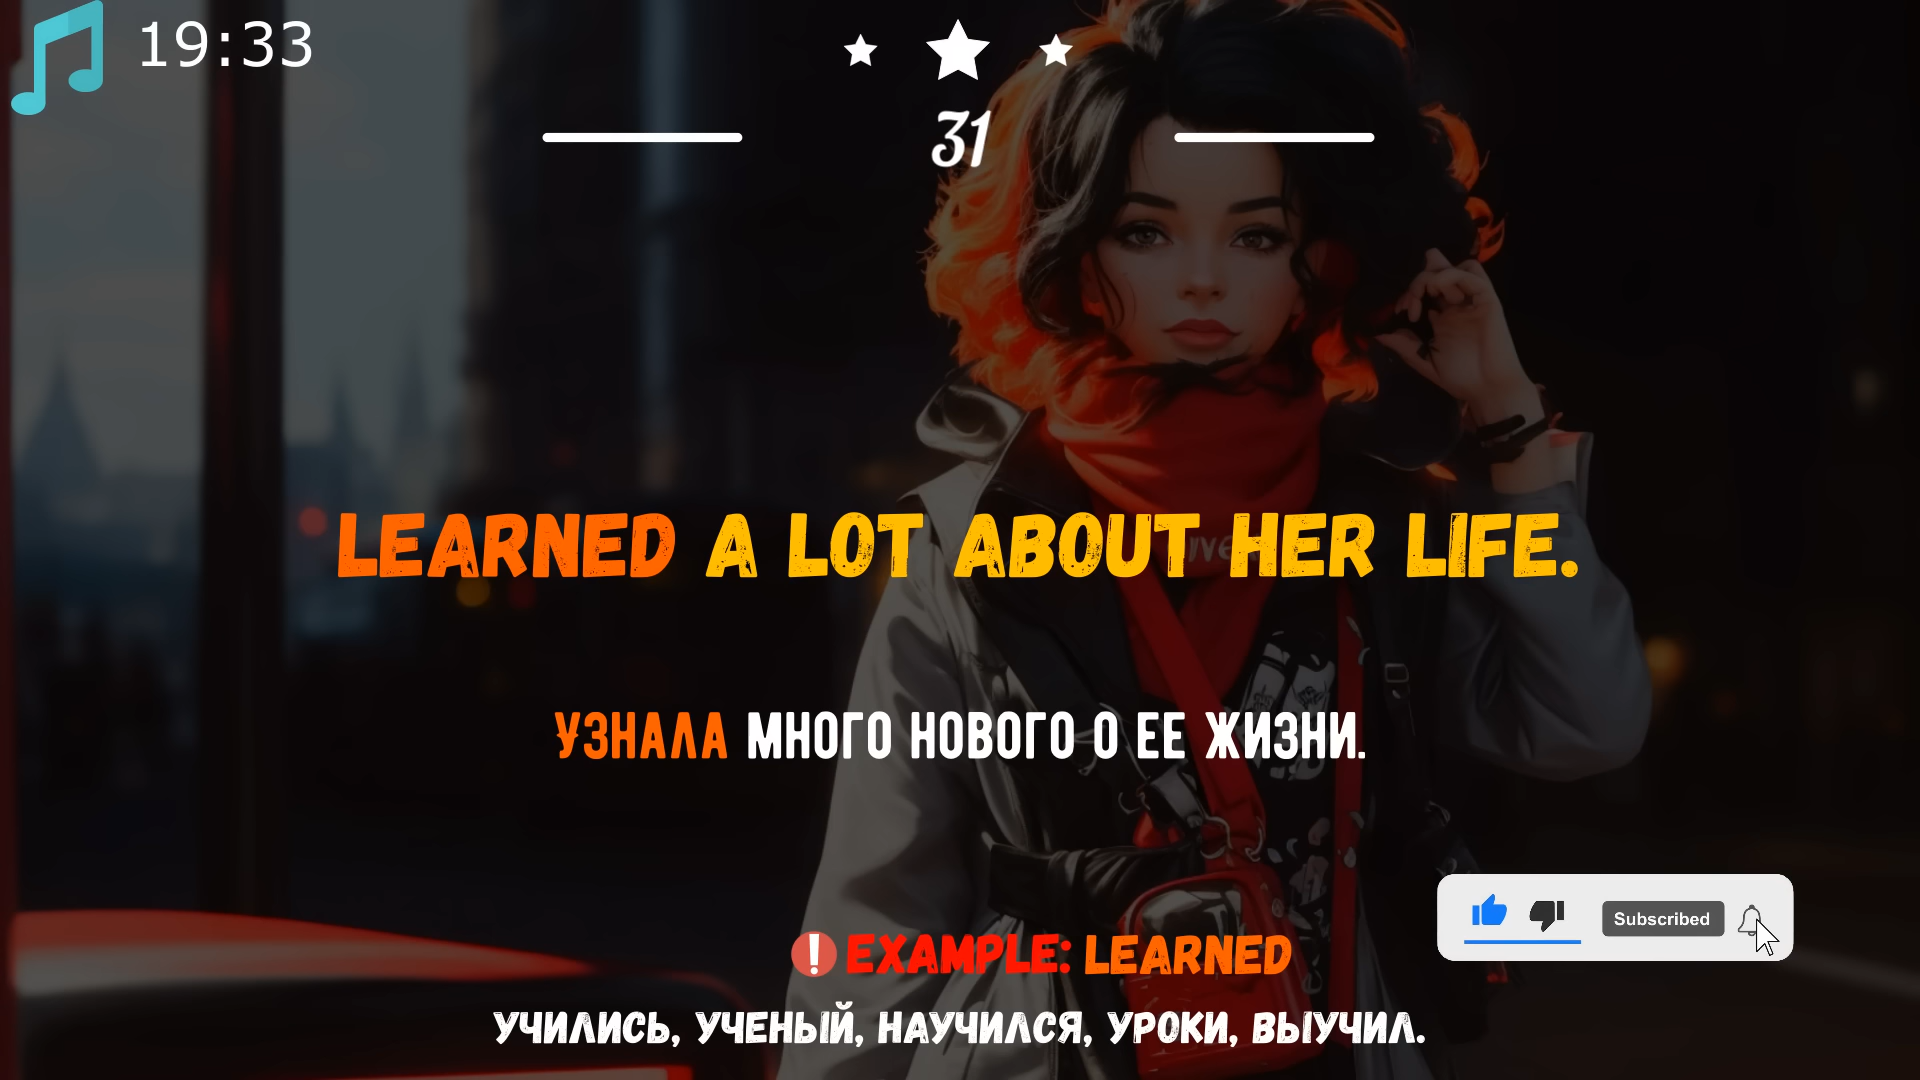 19:33
31
LEARNED A LOT ABOUT HER LIFE.
УЗНАЛА МНОГО НОВОГО О ЕЕ ЖИЗНИ.
Subscribed
! EXAMPLE: LEARNED
УЧИЛИСЬ, УЧЕНЫЙ, НАУЧИЛСЯ, УРОКИ, ВЫУЧИЛ.